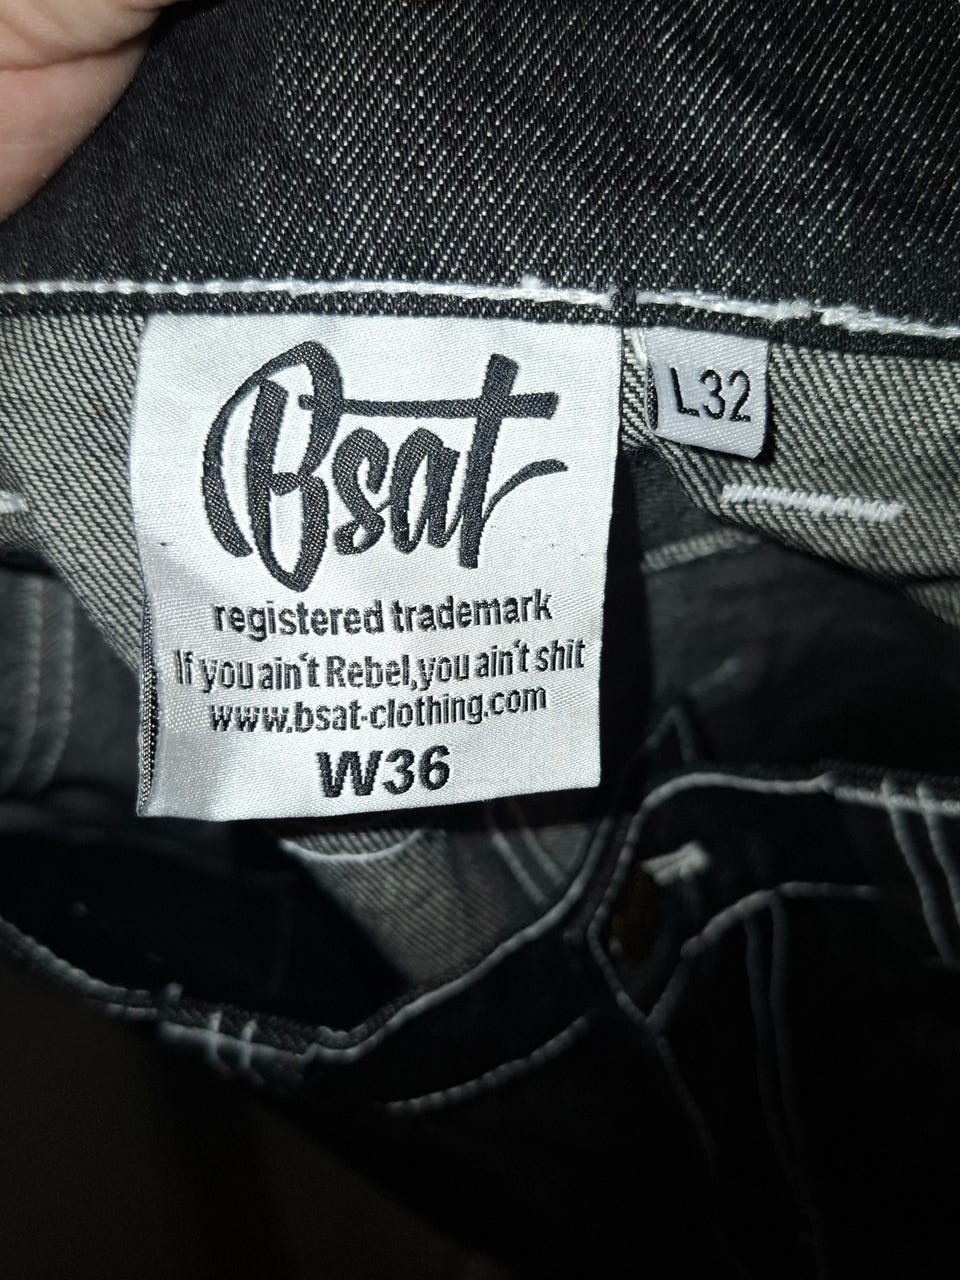 Bsat
L32
registered trademark
If you ain't Rebel,you ain't shit
www.bsat-clothing.com
W36